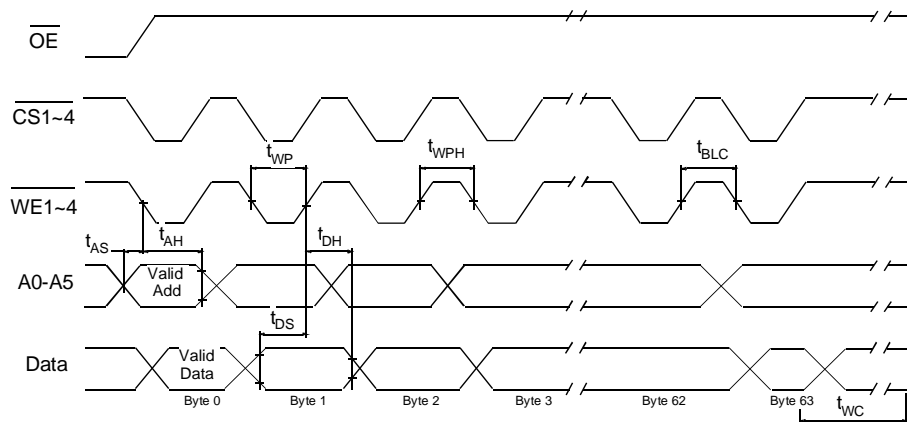 OE
CS1~4
tWP
tWPH
tBLC
WE1~4
tAS
tAH
tDH
A0-A5
Valid
Add
tDS
Data
Valid
Data
Byte 0
Byte 1
Byte 2
Byte 3
Byte 62
Byte 63
tWC